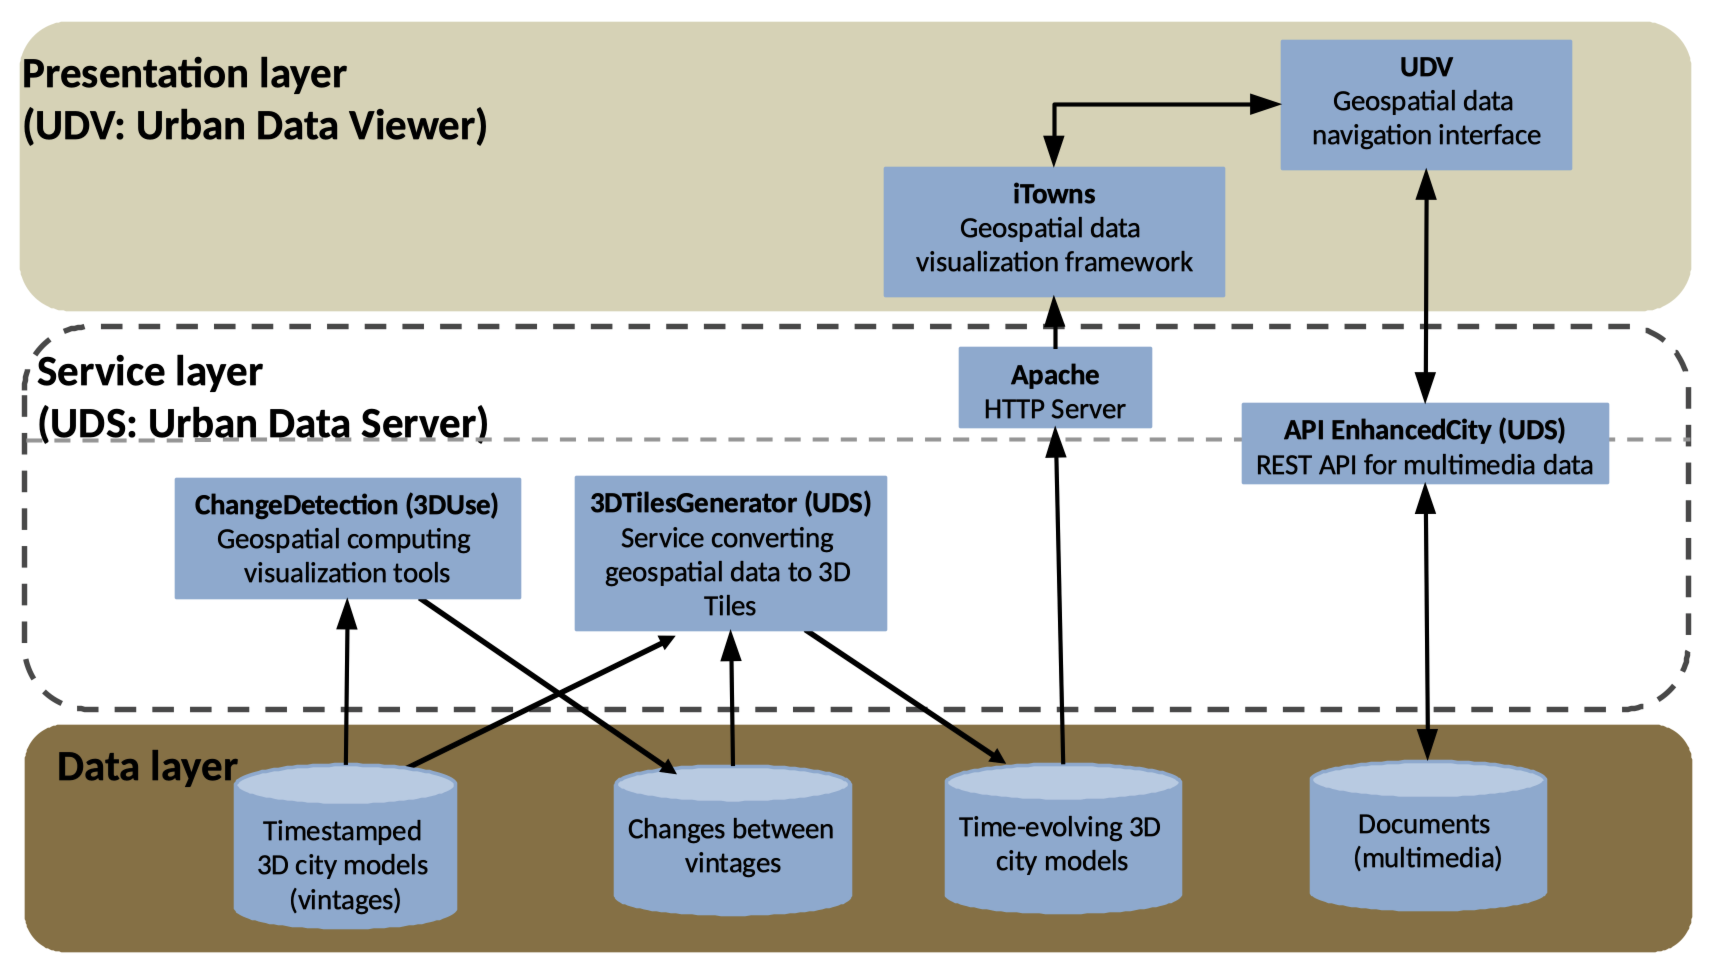 Presentation layer
(UDV: Urban Data Viewer)
UDV
Geospatial data
navigation interface
iTowns
Geospatial data
visualization framework
Service layer
(UDS: Urban Data Server)
Apache
HTTP Server
API EnhancedCity (UDS)
REST API for multimedia data
ChangeDetection (3DUse)
Geospatial computing
visualization tools
3DTilesGenerator (UDS)
Service converting
geospatial data to 3D
Tiles
Data layer
Timestamped
3D city models
(vintages)
Changes between
vintages
Time-evolving 3D
city models
Documents
(multimedia)